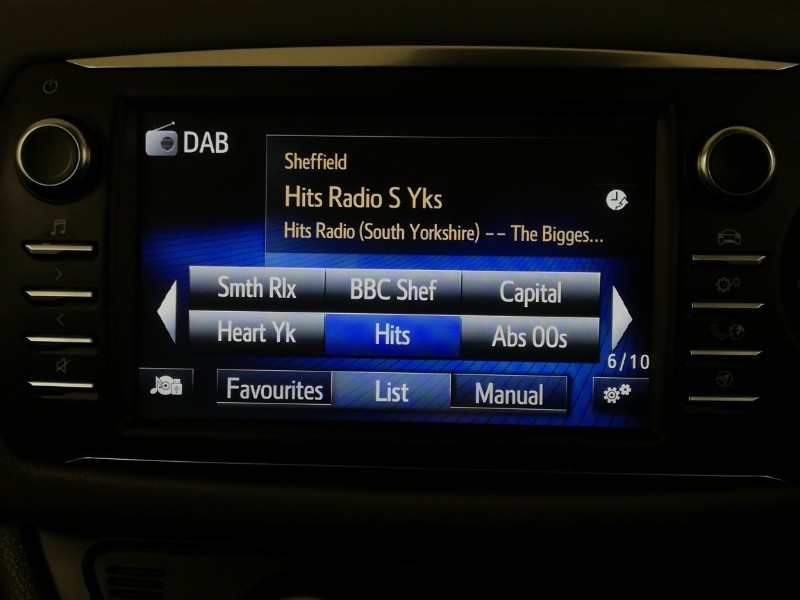 DAB
Sheffield
Hits Radio S Yks
Hits Radio (South Yorkshire) -- The Bigges...
Smth Rlx BBC Shef Capital
Heart Yk Hits Abs 00s
6/10
Favourites List Manual